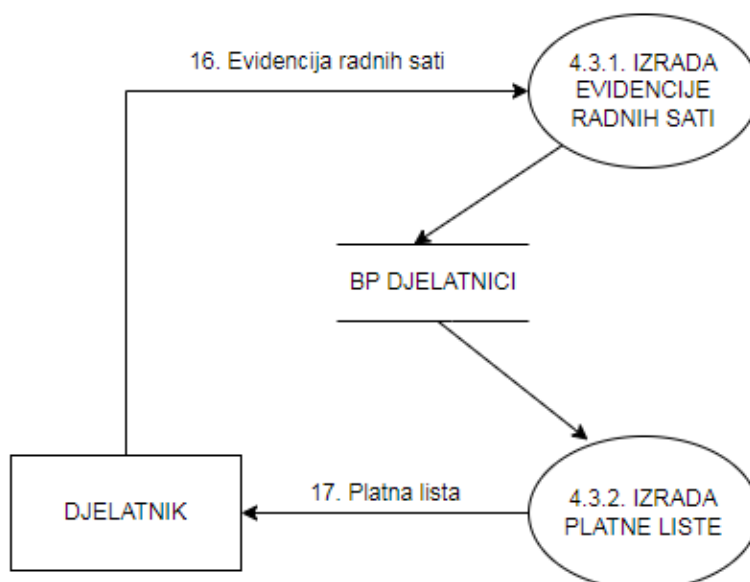 16. Evidencija radnih sati
4.3.1. IZRADA
EVIDENCIJE
RADNIH SATI
BP DJELATNICI
DJELATNIK
17. Platna lista
4.3.2. IZRADA
PLATNE LISTE